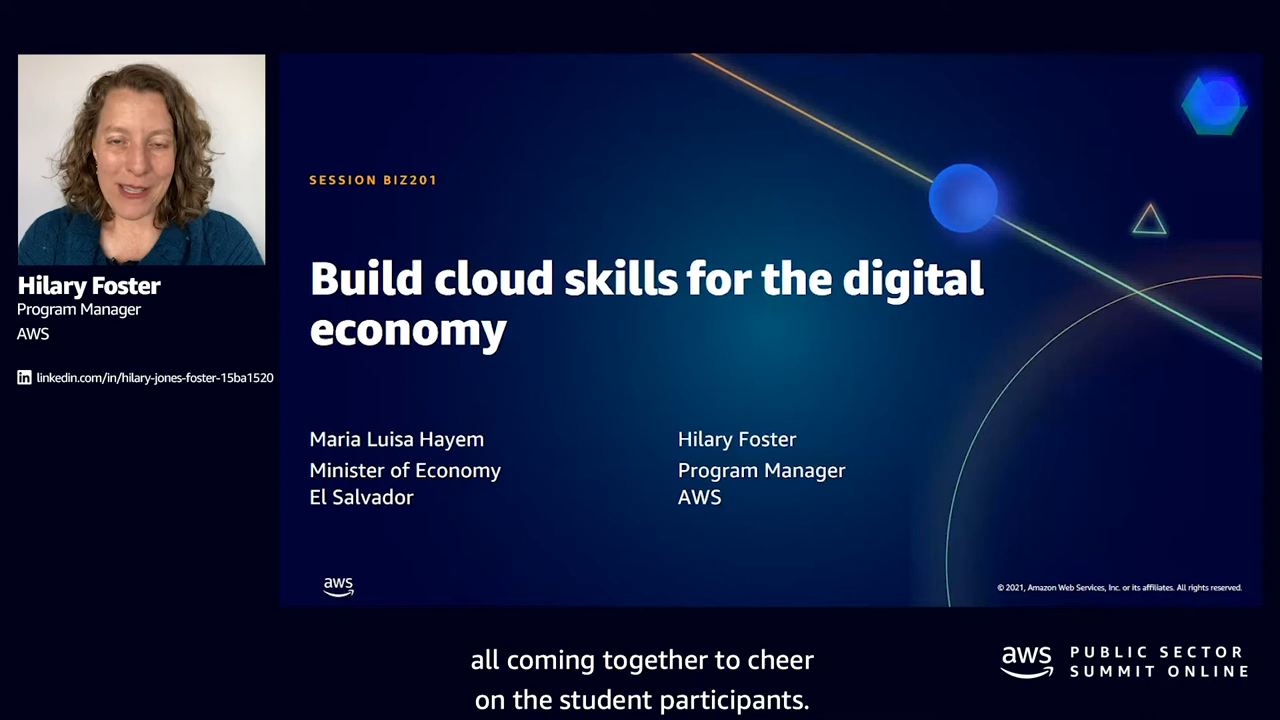 Hilary Foster
Program Manager
AWS
in linkedin.com/in/hilary-jones-foster-15ba1520
SESSION BIZ201
Build cloud skills for the digital
economy
Maria Luisa Hayem
Minister of Economy
El Salvador
Hilary Foster
Program Manager
AWS
aws
© 2021, Amazon Web Services, Inc. or its affiliates. All rights reserved.
all coming together to cheer
on the student participants.
aws
PUBLIC SECTOR
SUMMIT ONLINE